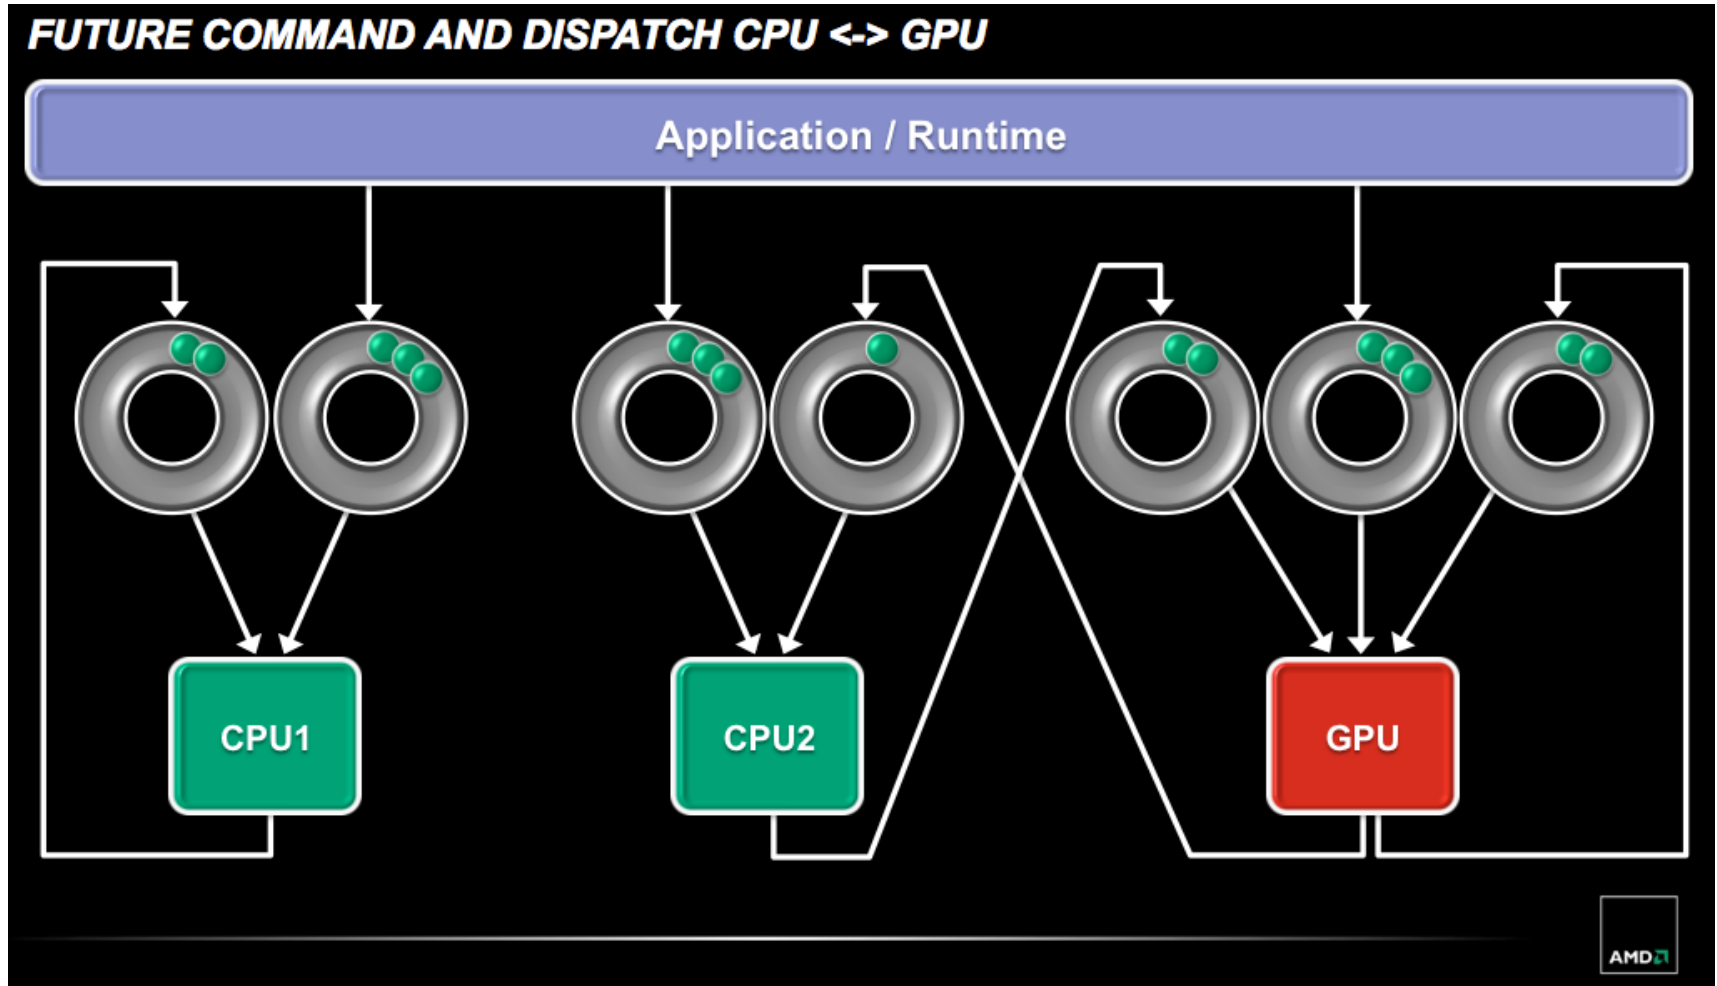 FUTURE COMMAND AND DISPATCH CPU <-> GPU
Application / Runtime
CPU1
CPU2
GPU
AMD